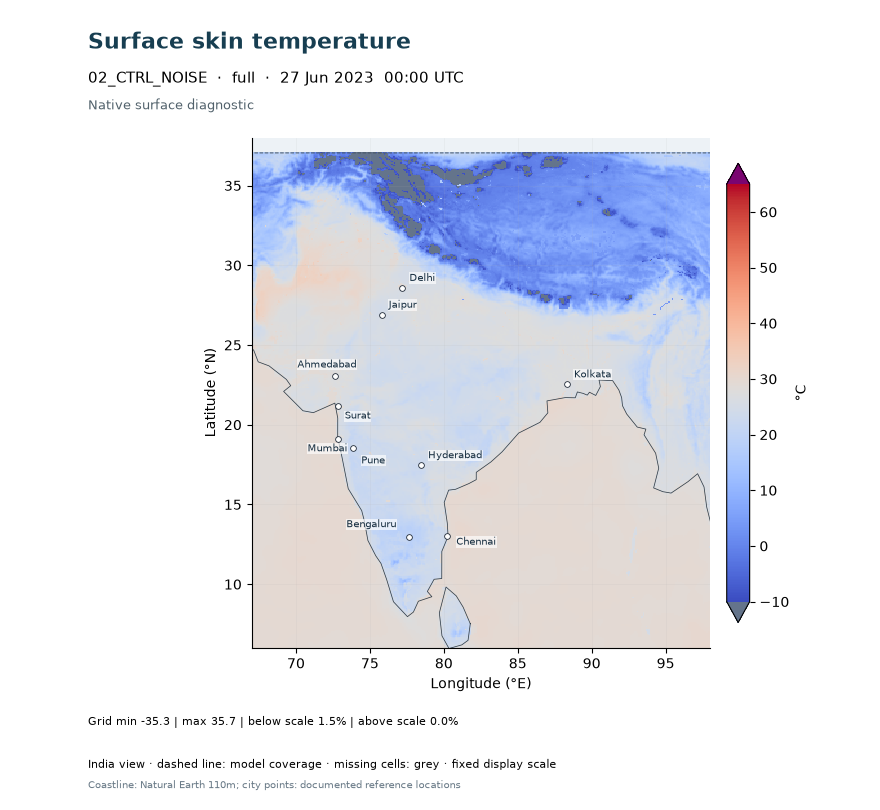 Surface skin temperature
02_CTRL_NOISE · full · 27 Jun 2023 00:00 UTC
Native surface diagnostic
35
30
25
20
15
10
Latitude (°N)
Delhi
Jaipur
Ahmedabad
Kolkata
Surat
Mumbai
Pune
Hyderabad
Bengaluru
Chennai
70
75
80
85
90
95
Longitude (°E)
60
50
40
30
20
10
0
−10
°C
Grid min -35.3 | max 35.7 | below scale 1.5% | above scale 0.0%
India view · dashed line: model coverage · missing cells: grey · fixed display scale
Coastline: Natural Earth 110m; city points: documented reference locations